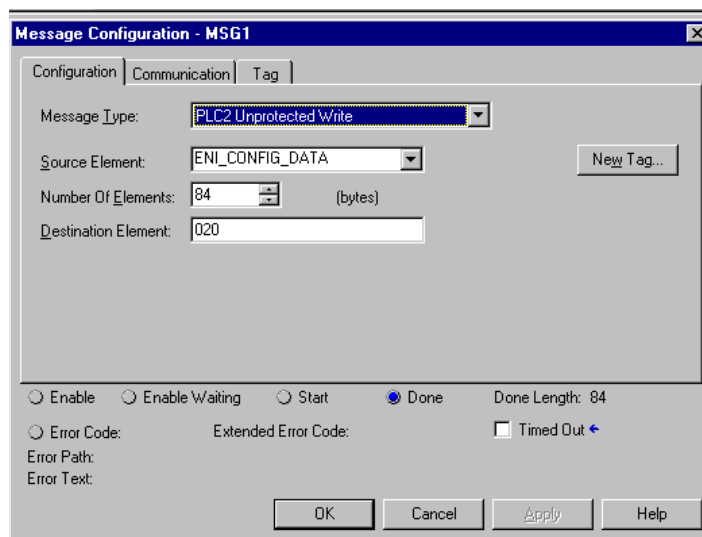 Message Configuration - MSG1
Configuration Communication Tag
Message Type: PLC2 Unprotected Write
Source Element: ENI_CONFIG_DATA New Tag...
Number Of Elements: 84 (bytes)
Destination Element: 020
Enable Enable Waiting Start Done Done Length: 84
Error Code: Extended Error Code: Timed Out
Error Path:
Error Text:
OK Cancel Apply Help